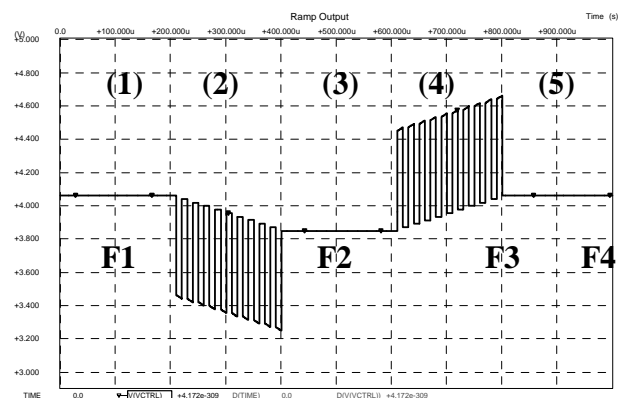 Ramp Output
Time (s)
(V) 0.0 +100.000u +200.000u +300.000u +400.000u +500.000u +600.000u +700.000u +800.000u +900.000u
+5.000
+4.800
(1) (2) (3) (4) (5)
+4.600
+4.400
+4.200
+4.000
+3.800
F1 F2 F3 F4
+3.600
+3.400
+3.200
+3.000
TIME 0.0 V(VCTRL) +4.172e-309 D(TIME) 0.0 D(V(VCTRL)) +4.172e-309